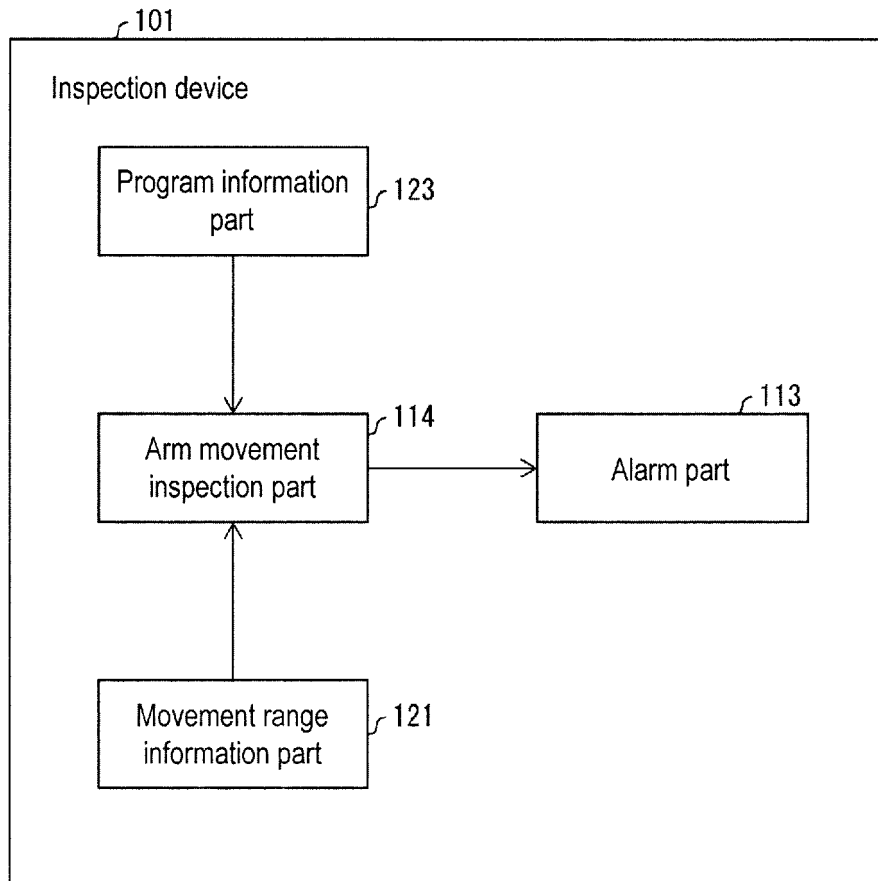 101
Inspection device
Program information
part
123
Arm movement
inspection part
114
113
Alarm part
Movement range
information part
121